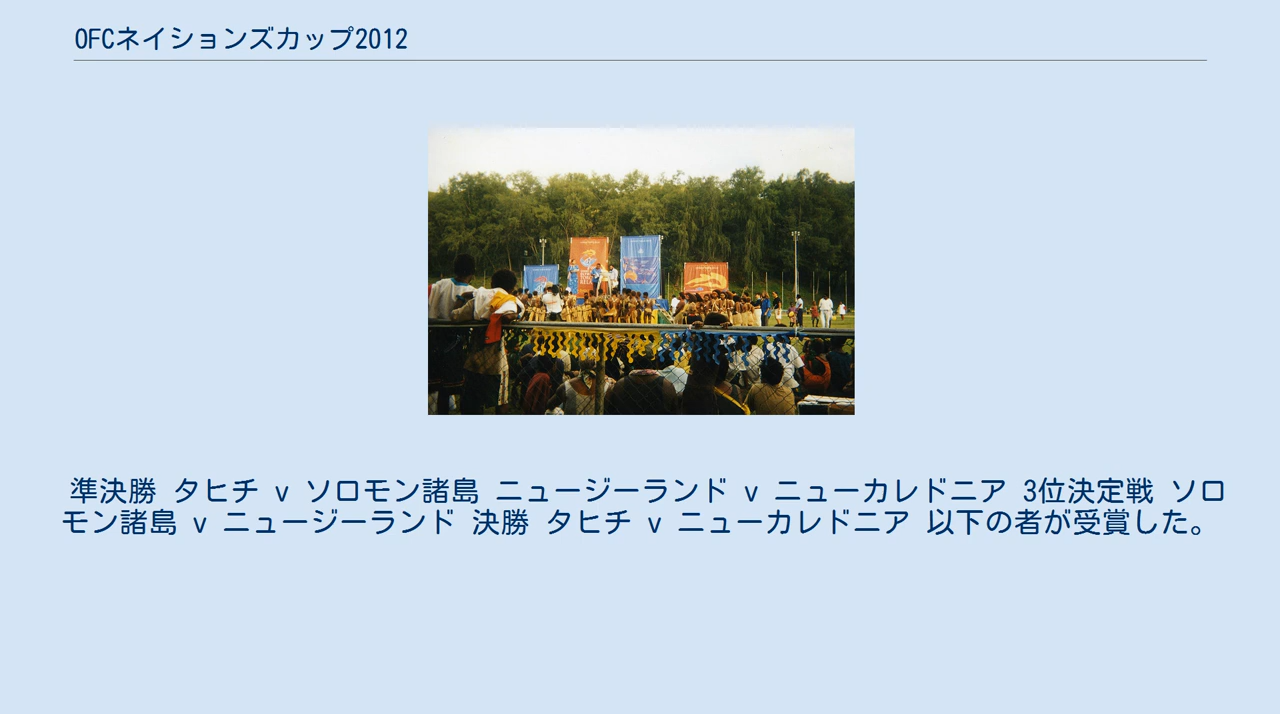 OFCネイションズカップ2012
準決勝 タヒチ v ソロモン諸島 ニュージーランド v ニューカレドニア 3位決定戦 ソロ
モン諸島 v ニュージーランド 決勝 タヒチ v ニューカレドニア 以下の者が受賞した。